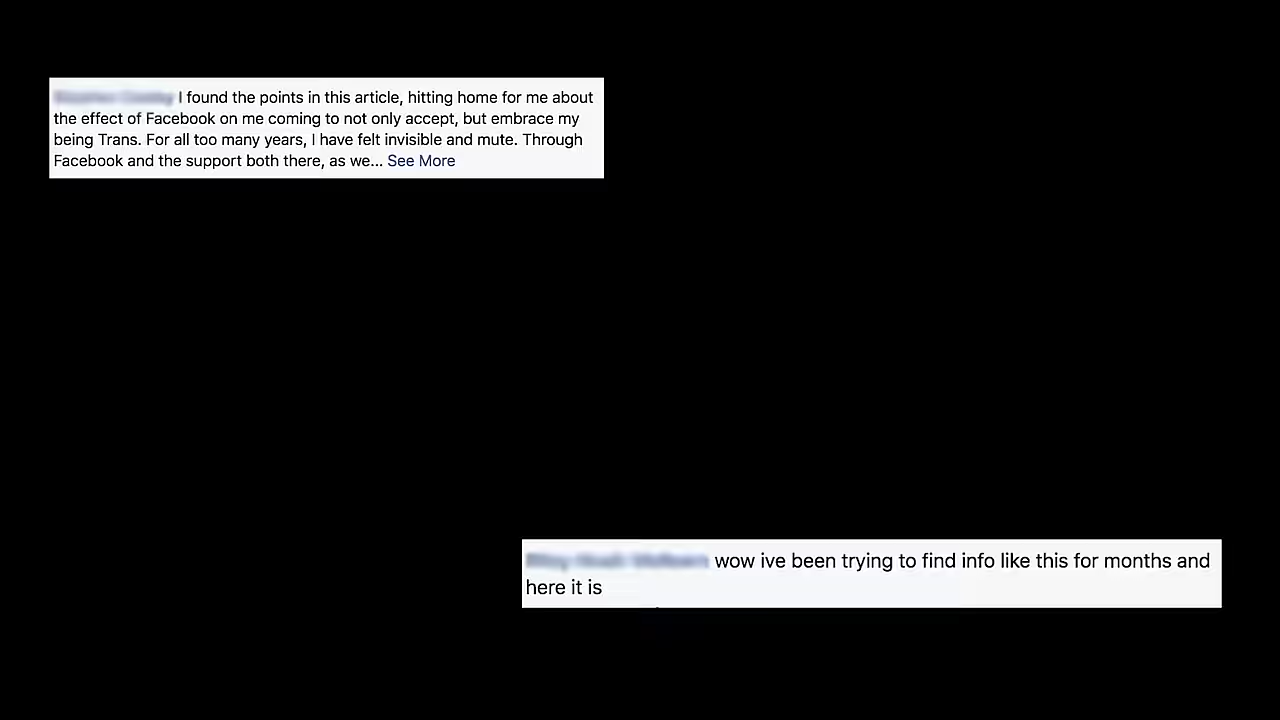 I found the points in this article, hitting home for me about
the effect of Facebook on me coming to not only accept, but embrace my
being Trans. For all too many years, I have felt invisible and mute. Through
Facebook and the support both there, as we... See More
wow ive been trying to find info like this for months and
here it is